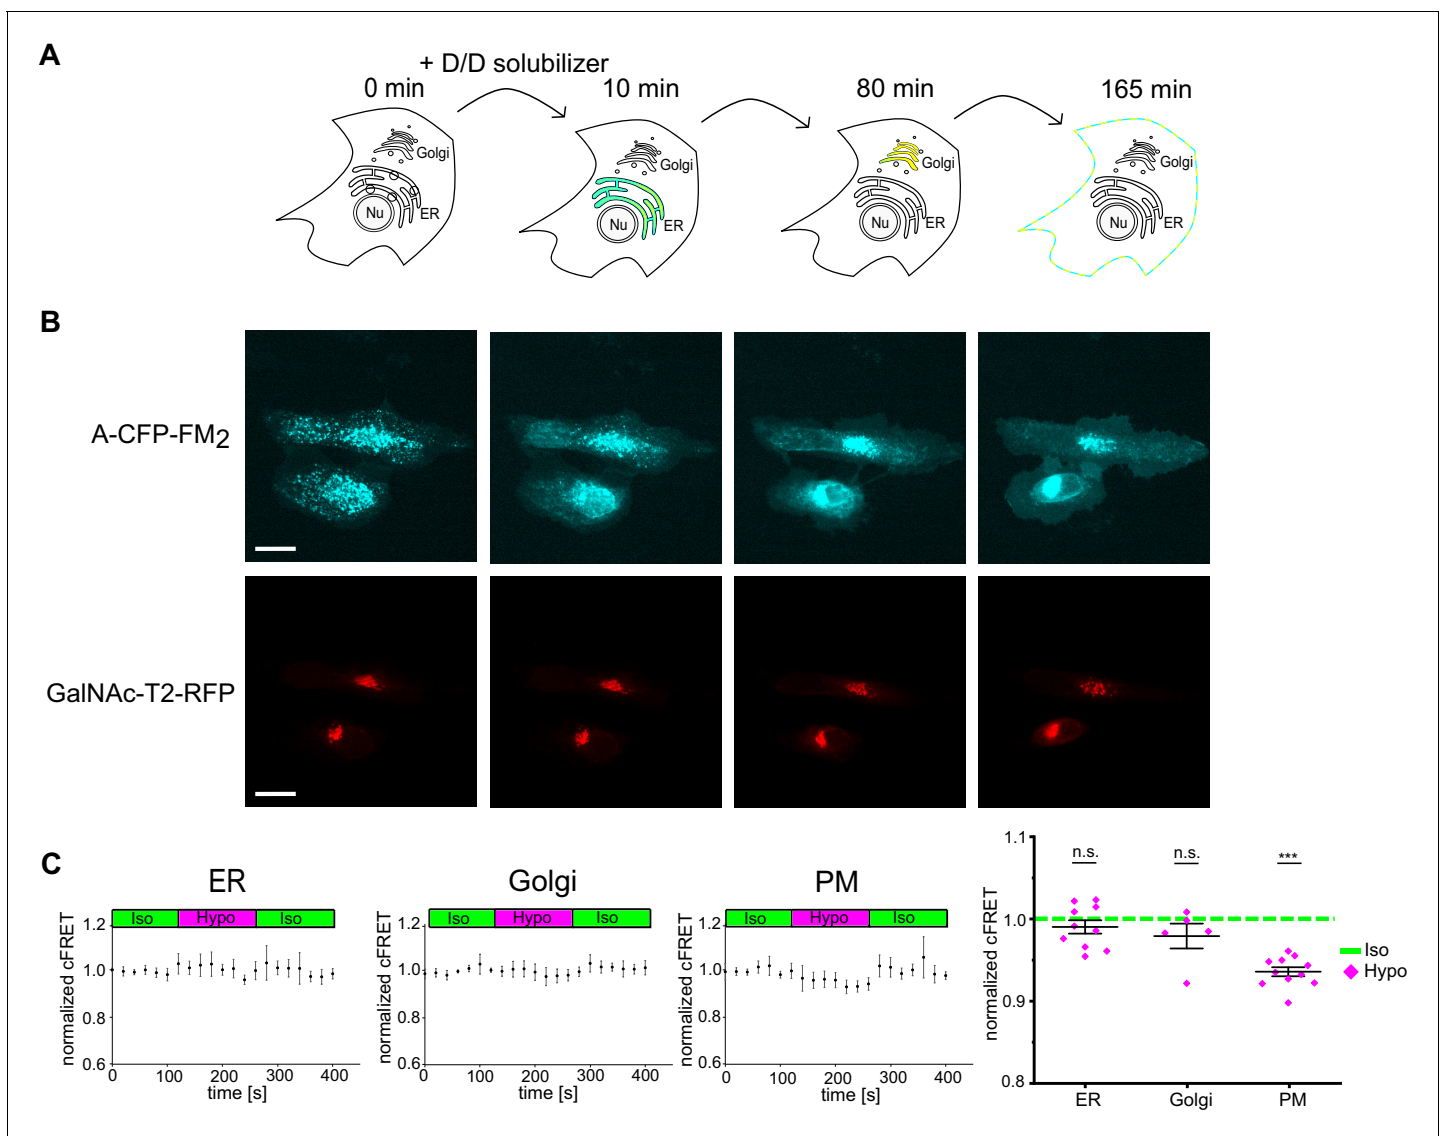 A
+ D/D solubilizer
0 min 10 min 80 min 165 min
Golgi Golgi Golgi Golgi
Nu ER Nu ER Nu ER Nu ER
B
A-CFP-FM2
GalNAc-T2-RFP
C
ER Golgi PM
Iso Hypo Iso
Iso Hypo Iso
Iso Hypo Iso
normalized cFRET
1.2
1.0
0.8
0.6
0 100 200 300 400
time [s]
normalized cFRET
1.2
1.0
0.8
0.6
0 100 200 300 400
time [s]
normalized cFRET
1.2
1.0
0.8
0.6
0 100 200 300 400
time [s]
normalized cFRET
1.1
1.0
0.9
0.8
n.s. n.s. ***
ER Golgi PM
Iso
Hypo